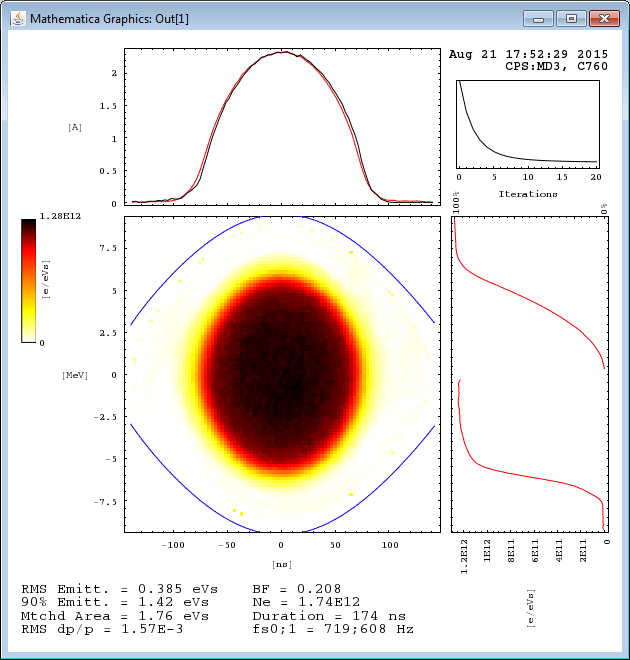 Mathematica Graphics: Out[1]
Aug 21 17:52:29 2015
CPS:MD3, C760
2
1.5
[A]
1
0.5
0
0 5 10 15 20
Iterations
100% 0%
1.28E12
[e/eVs]
0
7.5
5
2.5
[MeV] 0
-2.5
-5
-7.5
-100 -50 0 50 100
[ns]
1.2E12 1E12 8E11 6E11 4E11 2E11 0
[e/eVs]
RMS Emitt. = 0.385 eVs BF = 0.208
90% Emitt. = 1.42 eVs Ne = 1.74E12
Mtchd Area = 1.76 eVs Duration = 174 ns
RMS dp/p = 1.57E-3 fs0;1 = 719;608 Hz